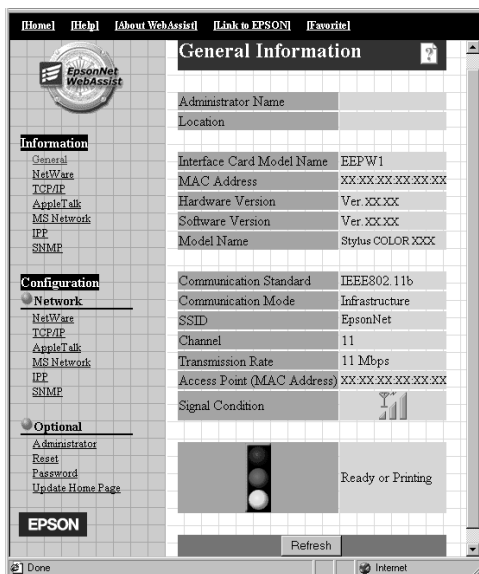 [Home] [Help] [About WebAssist] [Link to EPSON] [Favorite]
EpsonNet
WebAssist
General Information
?
Administrator Name
Location
Information
General
NetWare
TCP/IP
AppleTalk
MS Network
IPP
SNMP
Interface Card Model Name EEPW1
MAC Address XX:XX:XX:XX:XX:XX
Hardware Version Ver. XX.XX
Software Version Ver. XX.XX
Model Name Stylus COLOR XXX
Configuration
Network
NetWare
TCP/IP
AppleTalk
MS Network
IPP
SNMP
Communication Standard IEEE802.11b
Communication Mode Infrastructure
SSID EpsonNet
Channel 11
Transmission Rate 11 Mbps
Access Point (MAC Address) XX:XX:XX:XX:XX:XX
Signal Condition
Optional
Administrator
Reset
Password
Update Home Page
Ready or Printing
EPSON
Refresh
Done Internet